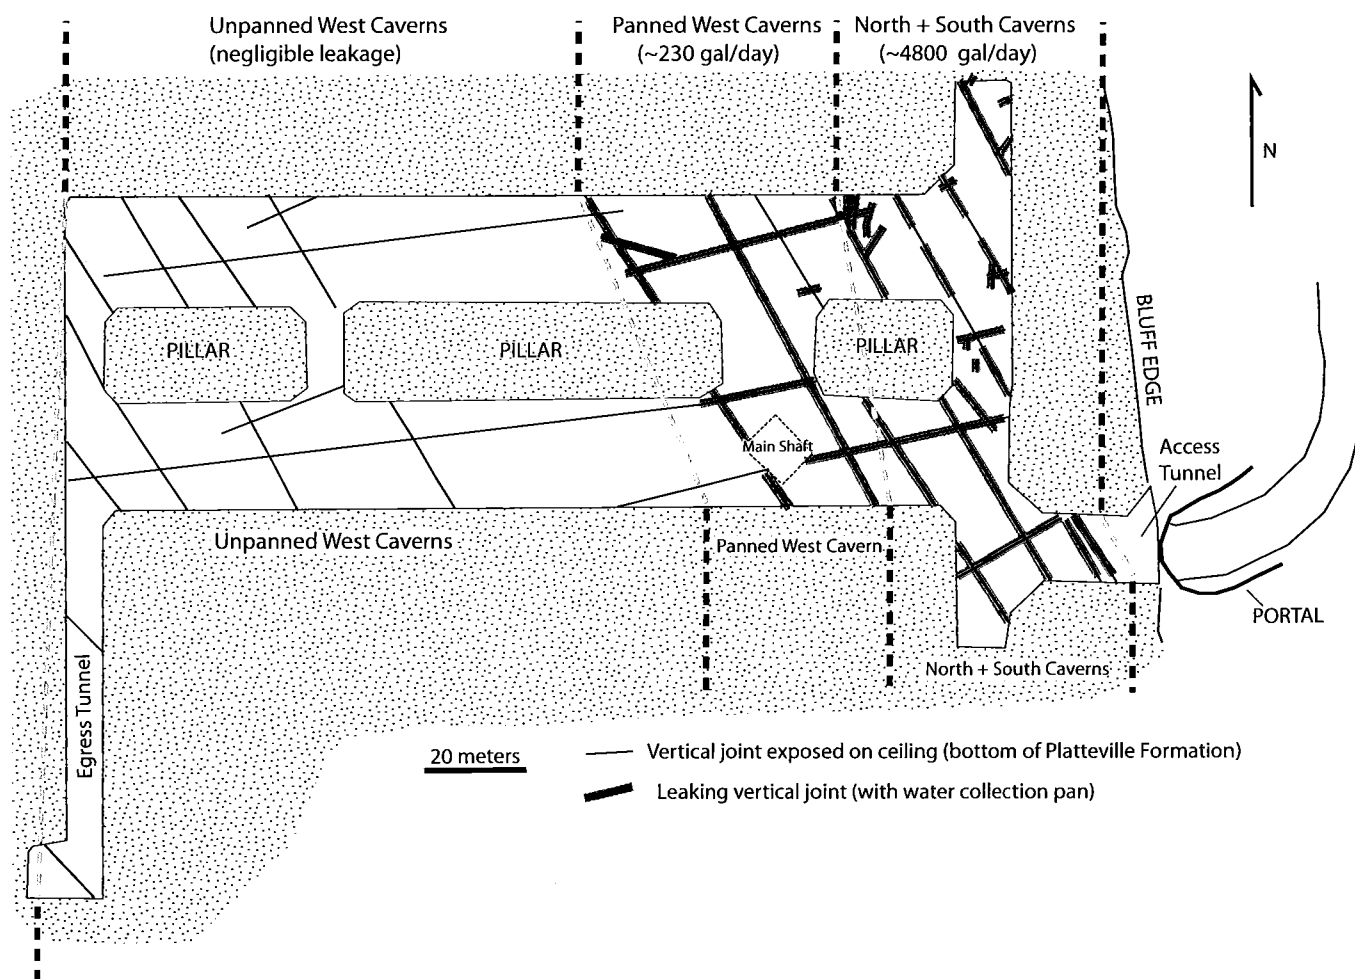 Unpanned West Caverns
(negligible leakage)
Panned West Caverns
(~230 gal/day)
North + South Caverns
(~4800 gal/day)
N
PILLAR
PILLAR
PILLAR
BLUFF EDGE
Main Shaft
Access
Tunnel
Unpanned West Caverns
Panned West Cavern
PORTAL
North + South Caverns
Egress Tunnel
20 meters
Vertical joint exposed on ceiling (bottom of Platteville Formation)
Leaking vertical joint (with water collection pan)